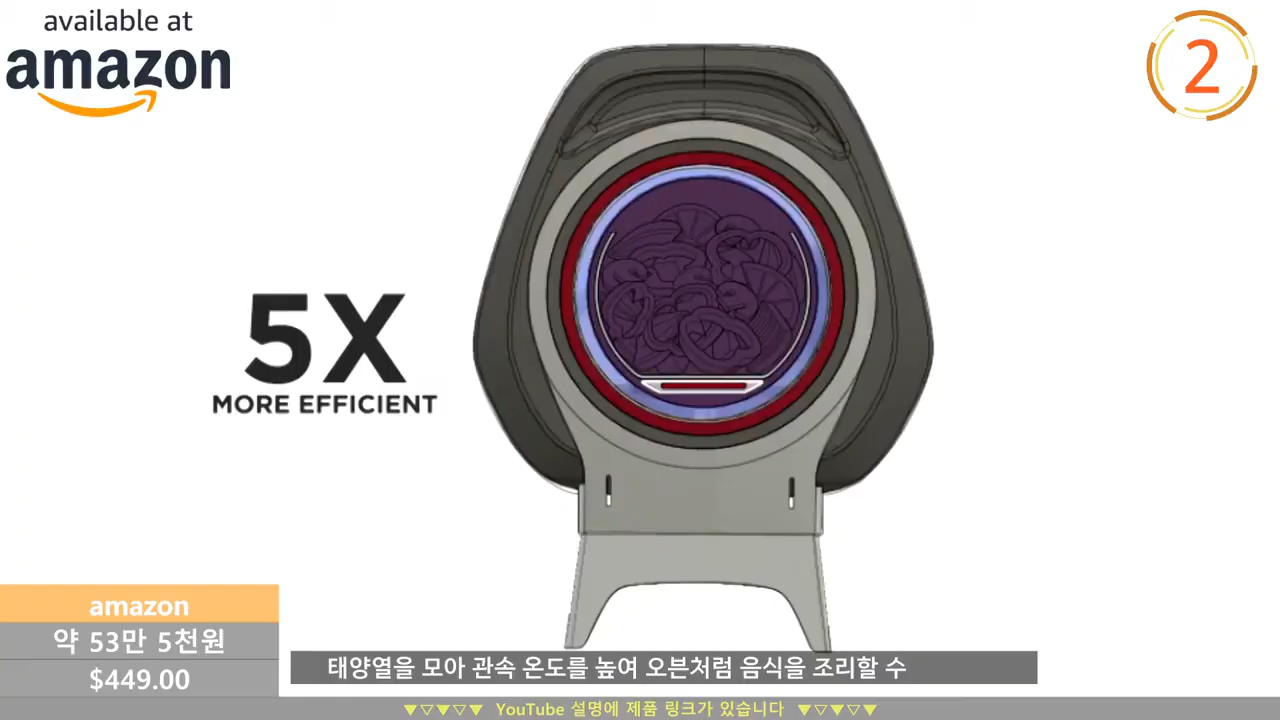 available at
amazon
2
5X
MORE EFFICIENT
amazon
약 53만 5천원
$449.00
태양열을 모아 관속 온도를 높여 오븐처럼 음식을 조리할 수
▼▽▼▽▼ YouTube 설명에 제품 링크가 있습니다 ▼▽▼▽▼